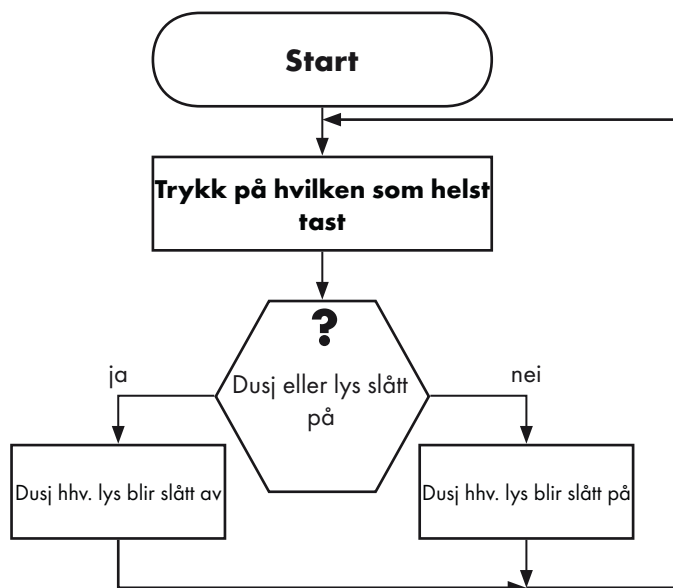 Start
Trykk på hvilken som helst
tast
?
Dusj eller lys slått
på
ja
nei
Dusj hhv. lys blir slått av
Dusj hhv. lys blir slått på